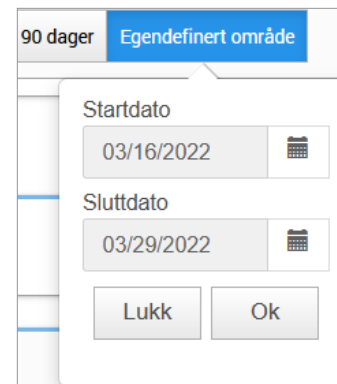 90 dager Egendefinert område
Startdato
03/16/2022
Sluttdato
03/29/2022
Lukk Ok